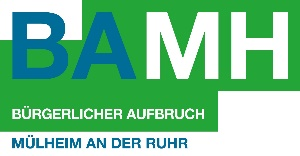 BAMH
BÜRGERLICHER AUFBRUCH
MÜLHEIM AN DER RUHR